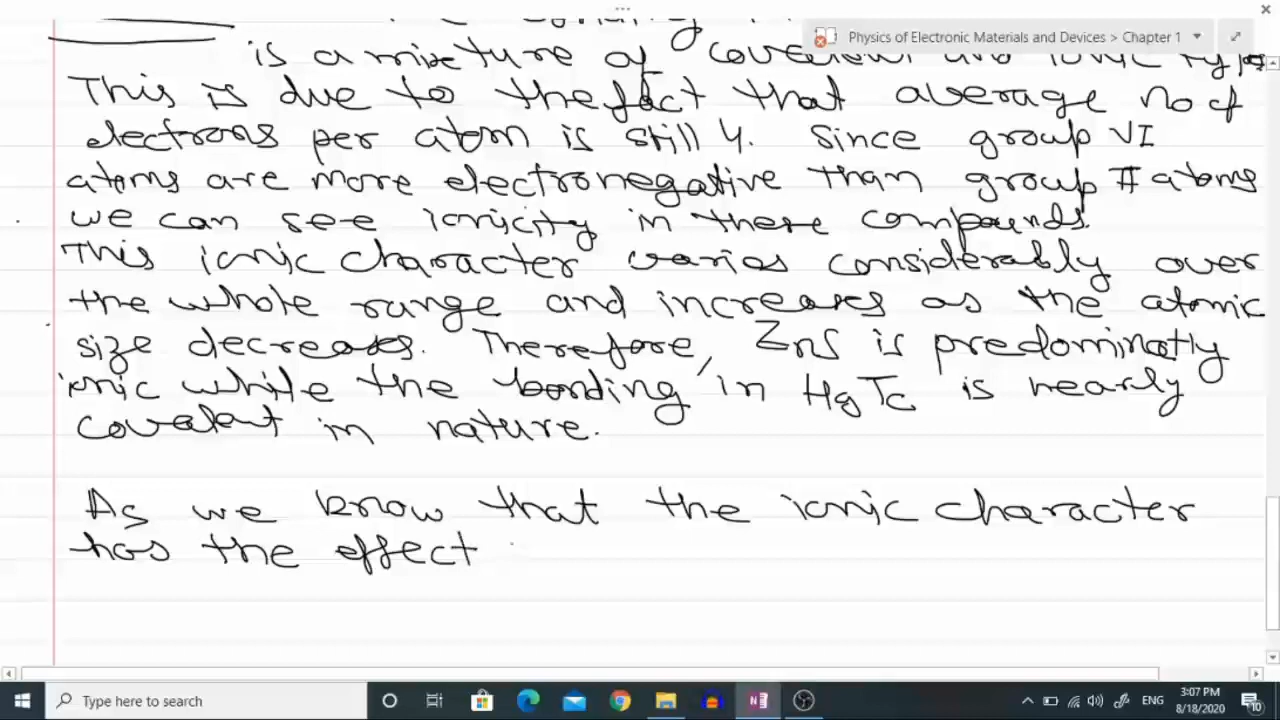 Physics of Electronic Materials and Devices > Chapter 1
is a mixture of covalent and ionic type
This is due to the fact that average no of
electrons per atom is still 4. Since group VI
atoms are more electronegative than group II atoms
we can see ionicity in these compounds.
This ionic character varies considerably over
the whole range and increases as the atomic
size decreases. Therefore, ZnS is predominatly
ionic while the bonding in HgTe is nearly
covalent in nature.
As we know that the ionic character
has the effect
Type here to search
ENG
3:07 PM
8/18/2020
10